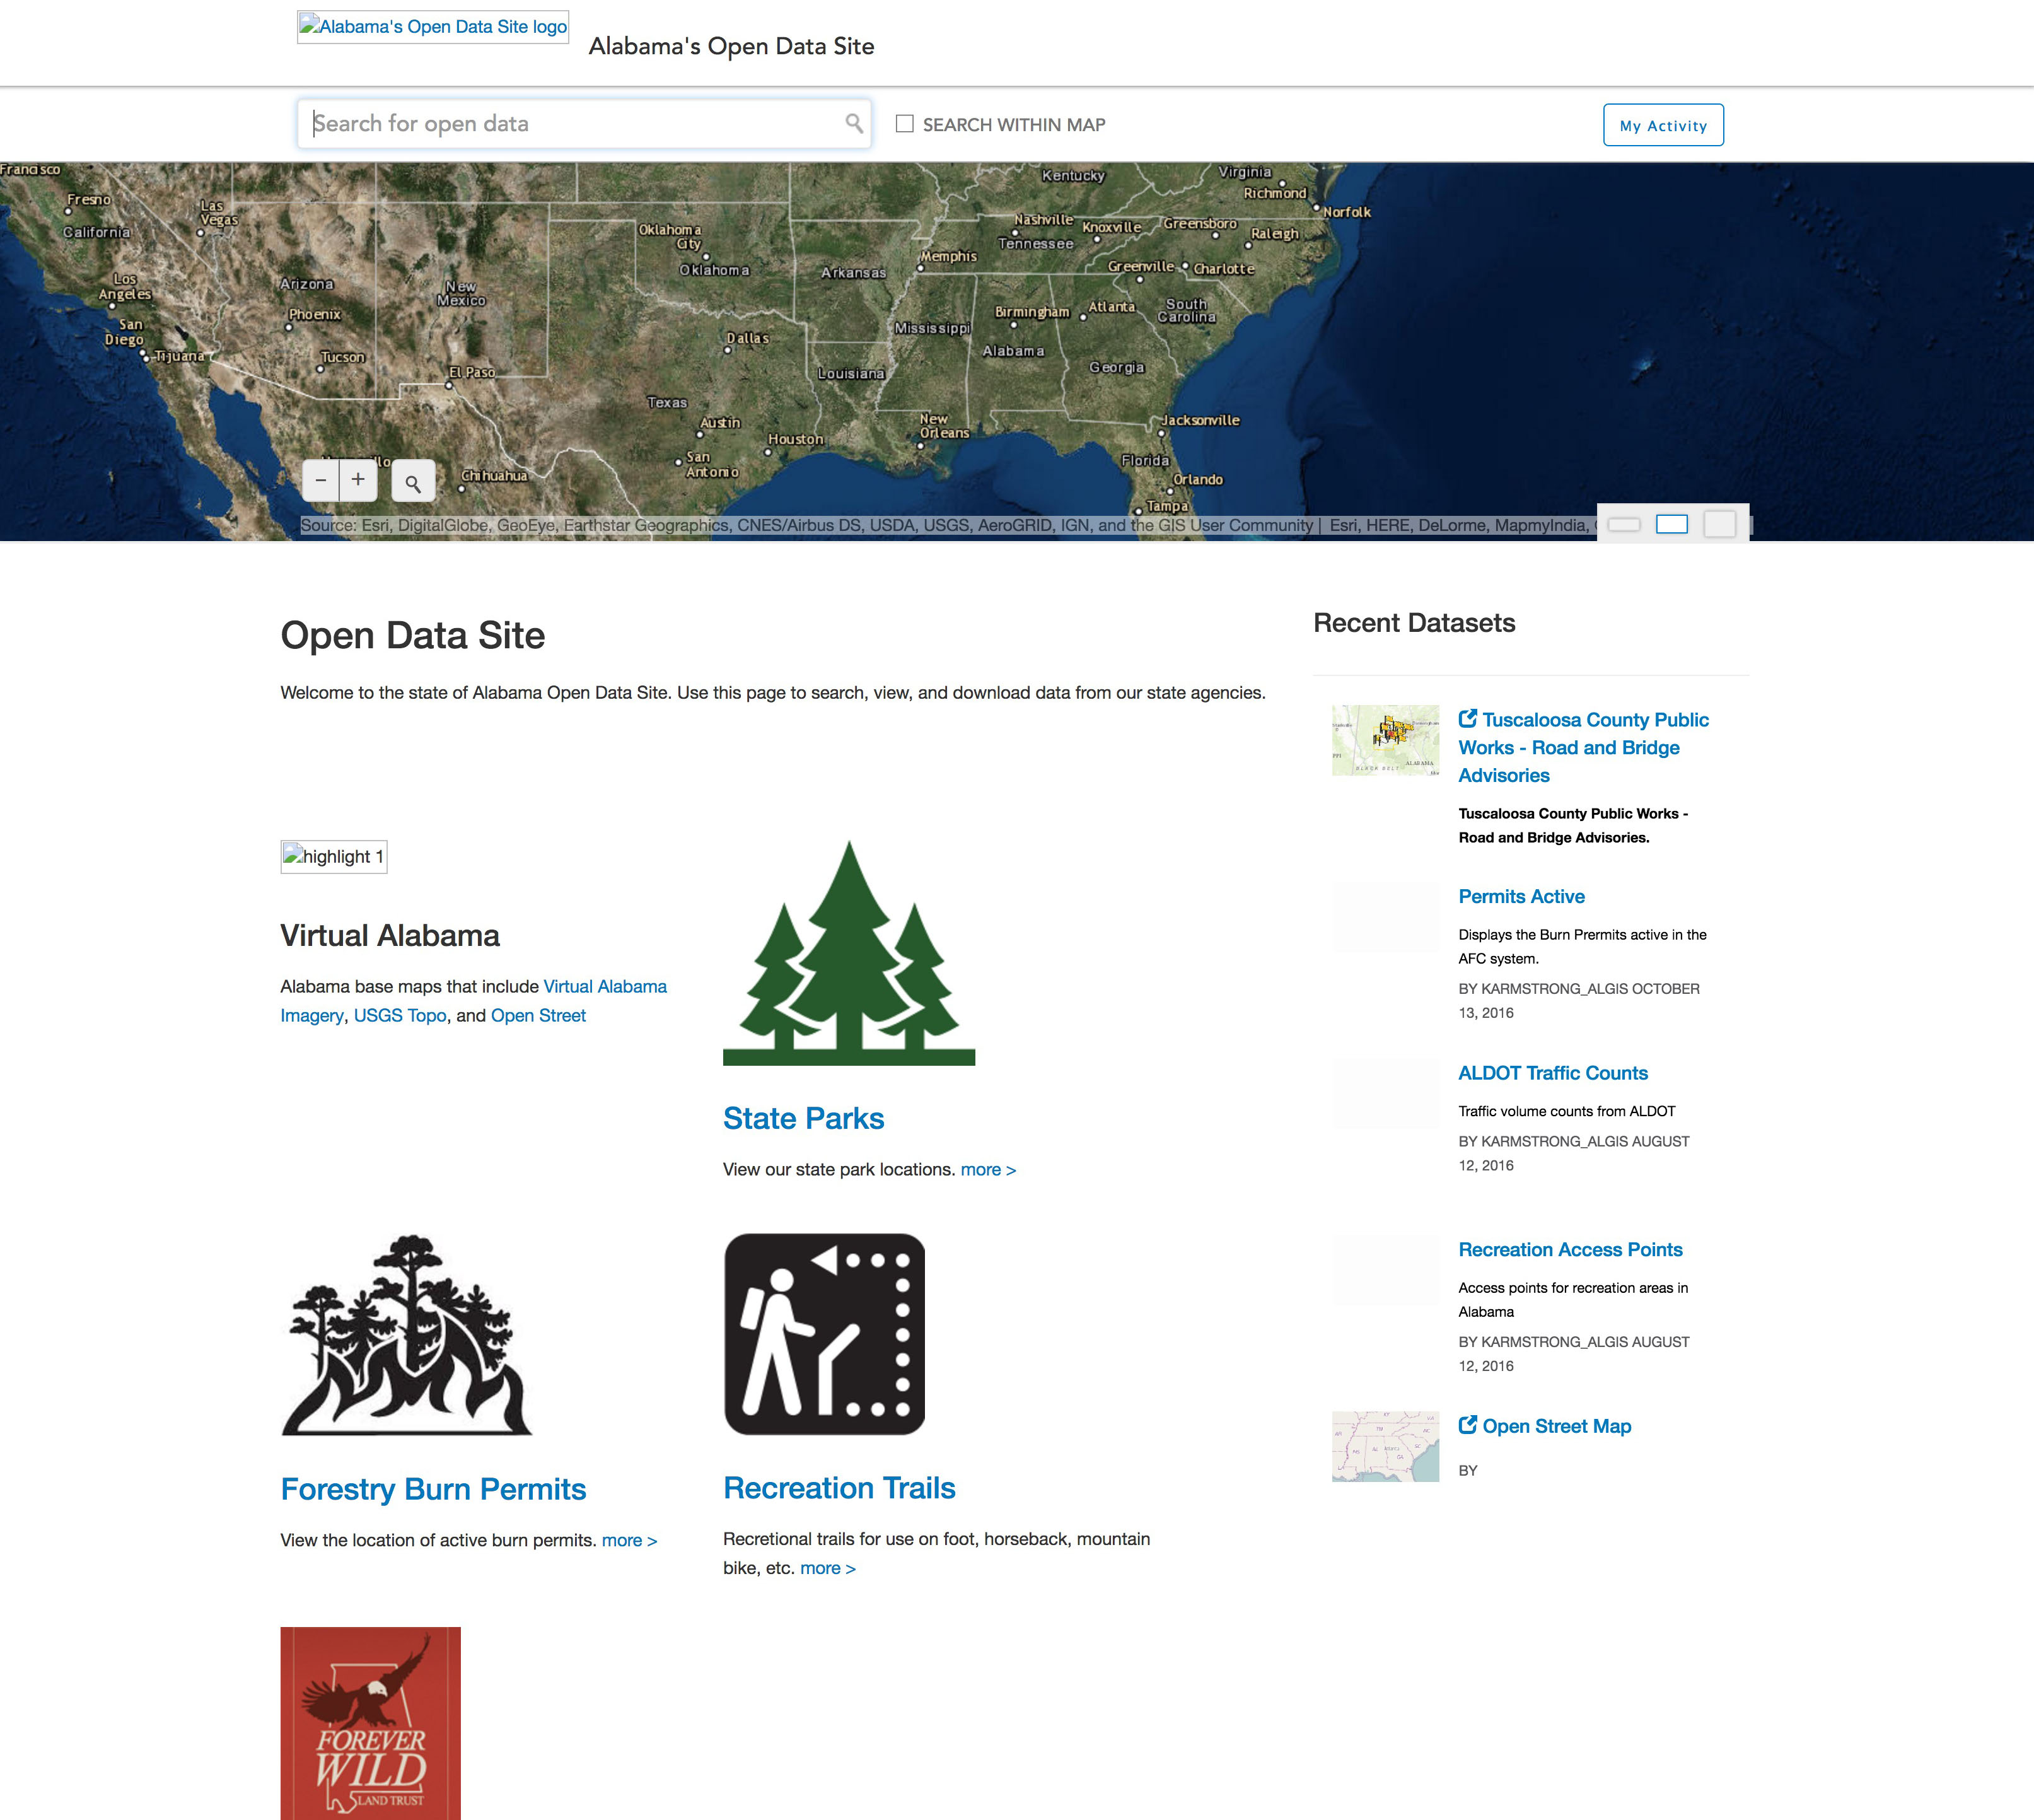 Alabama's Open Data Site logo
Alabama's Open Data Site
Search for open data
SEARCH WITHIN MAP
My Activity
Francisco
Fresno
California
Las
Vegas
Los
Angeles
San
Diego
Tijuana
Arizona
Phoenix
Tucson
New
Mexico
El Paso
Chihuahua
Oklahoma
City
Oklahoma
Dallas
Texas
Austin
San
Antonio
Houston
Arkansas
Louisiana
New
Orleans
Memphis
Mississippi
Kentucky
Nashville
Tennessee
Knoxville
Birmingham
Alabama
Atlanta
Georgia
Greenville
Charlotte
South
Carolina
Greensboro
Raleigh
Virginia
Richmond
Norfolk
Jacksonville
Florida
Orlando
Tampa
− +
Source: Esri, DigitalGlobe, GeoEye, Earthstar Geographics, CNES/Airbus DS, USDA, USGS, AeroGRID, IGN, and the GIS User Community | Esri, HERE, DeLorme, MapmyIndia,
Open Data Site
Welcome to the state of Alabama Open Data Site. Use this page to search, view, and download data from our state agencies.
highlight 1
Virtual Alabama
Alabama base maps that include Virtual Alabama
Imagery, USGS Topo, and Open Street
State Parks
View our state park locations. more >
Forestry Burn Permits
View the location of active burn permits. more >
Recreation Trails
Recretional trails for use on foot, horseback, mountain
bike, etc. more >
FOREVER
WILD
LAND TRUST
Recent Datasets
Tuscaloosa County Public
Works - Road and Bridge
Advisories
Tuscaloosa County Public Works -
Road and Bridge Advisories.
Permits Active
Displays the Burn Prermits active in the
AFC system.
BY KARMSTRONG_ALGIS OCTOBER
13, 2016
ALDOT Traffic Counts
Traffic volume counts from ALDOT
BY KARMSTRONG_ALGIS AUGUST
12, 2016
Recreation Access Points
Access points for recreation areas in
Alabama
BY KARMSTRONG_ALGIS AUGUST
12, 2016
Open Street Map
BY